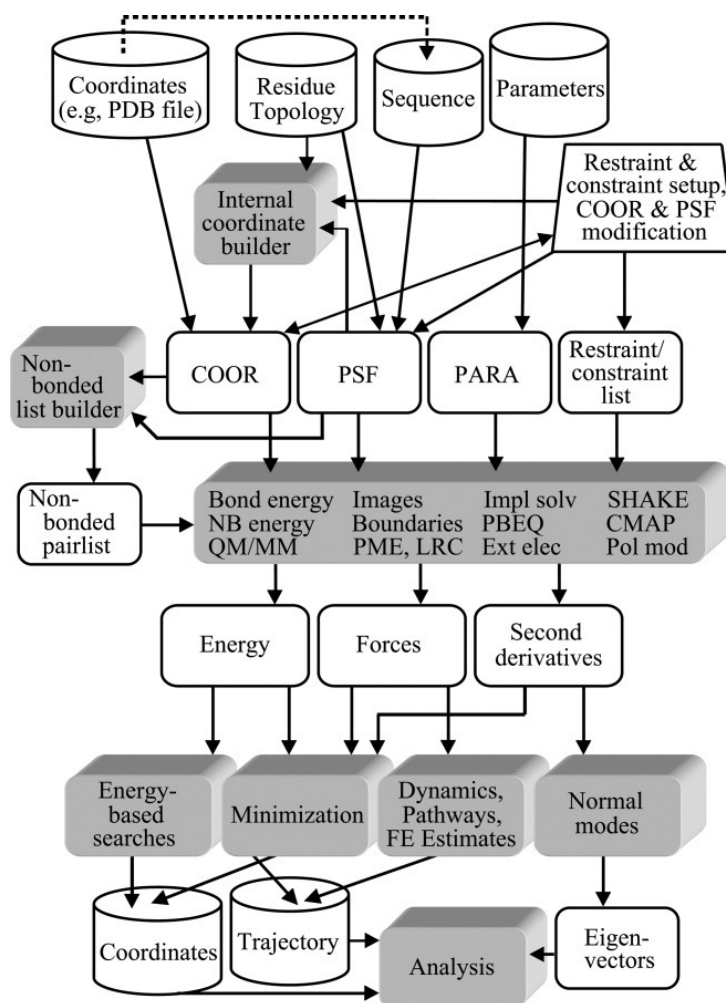 Coordinates
(e.g, PDB file)
Residue
Topology
Sequence
Parameters
Internal
coordinate
builder
Restraint &
constraint setup,
COOR & PSF
modification
Non-
bonded
list builder
COOR
PSF
PARA
Restraint/
constraint
list
Non-
bonded
pairlist
Bond energy
NB energy
QM/MM
Images
Boundaries
PME, LRC
Impl solv
PBEQ
Ext elec
SHAKE
CMAP
Pol mod
Energy
Forces
Second
derivatives
Energy-
based
searches
Minimization
Dynamics,
Pathways,
FE Estimates
Normal
modes
Coordinates
Trajectory
Analysis
Eigen-
vectors